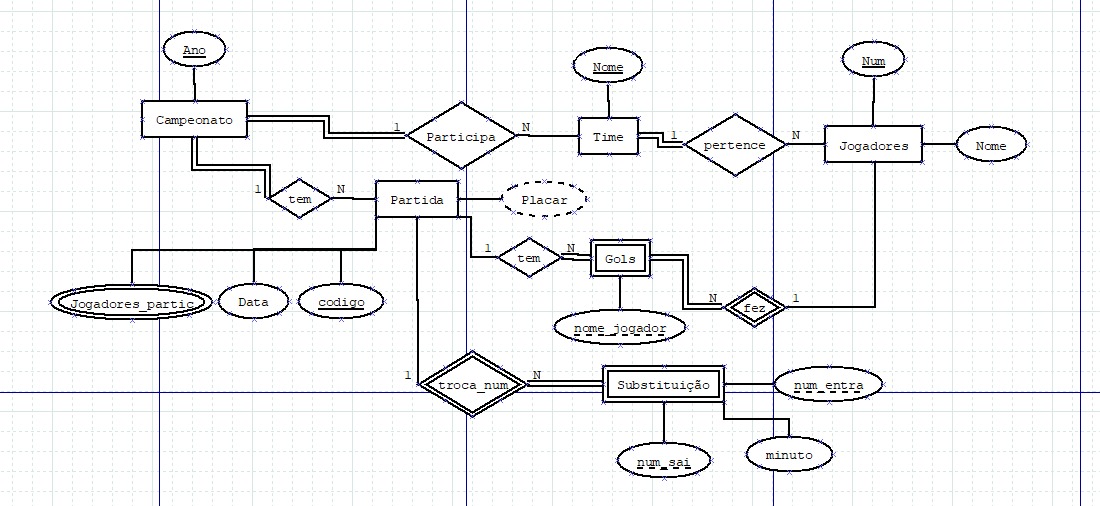 Ano
Nome
Num
Campeonato
1
Participa
N
Time
1
pertence
N
Jogadores
Nome
1
tem
N
Partida
Placar
1
tem
N
Gols
Jogadores_partic
Data
codigo
nome_jogador
N
fez
1
1
troca_num
N
Substituição
num_entra
num_sai
minuto